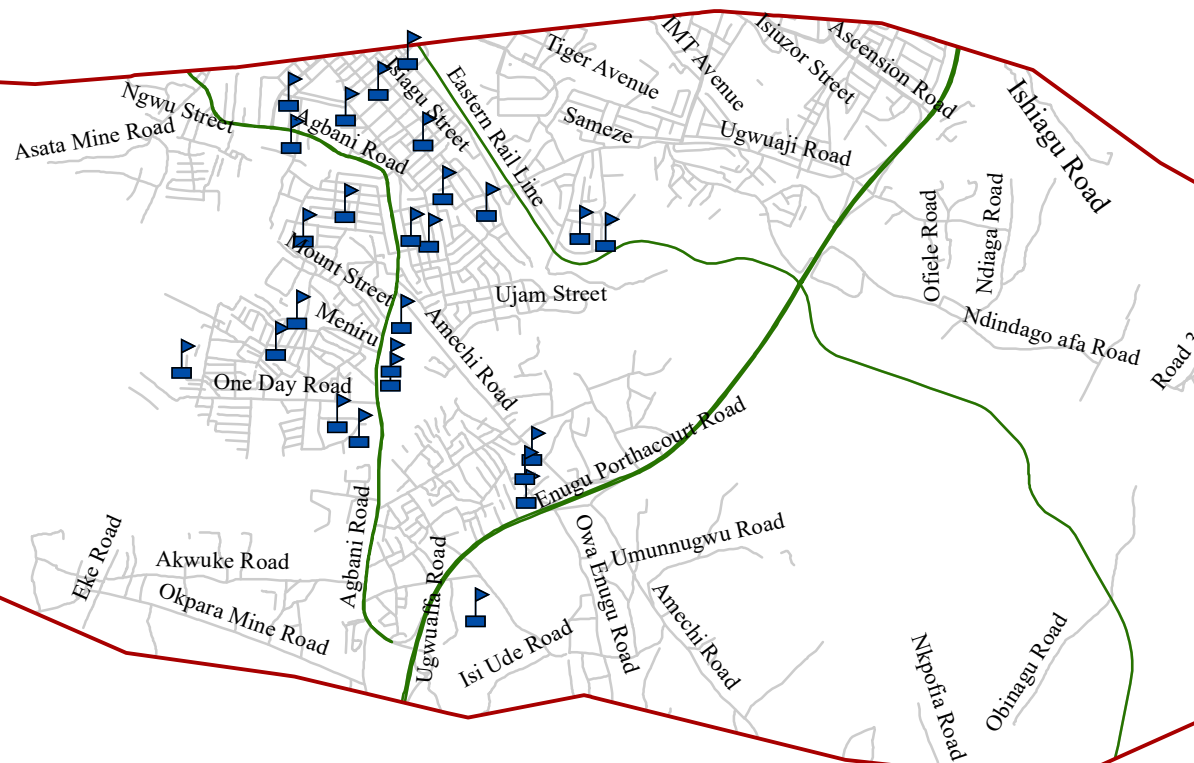 Tiger Avenue
IMT Avenue
Isiuzor Street
Ascension Road
Ngwu Street
Asata Mine Road
Agbani Road
Street
Eastern Rail Line
Sameze
Ugwuaji Road
Ishiagu Road
Ofiele Road
Ndiaga Road
Mount Street
Ujam Street
Meniru
Amechi Road
Ndindago afa Road
One Day Road
Enugu Porthacourt Road
Agbani Road
Ugwuaffia Road
Owa Enugu Road
Umunnugwu Road
Eke Road
Akwuke Road
Okpara Mine Road
Isi Ude Road
Amechi Road
Nkpofia Road
Obinagu Road
Road